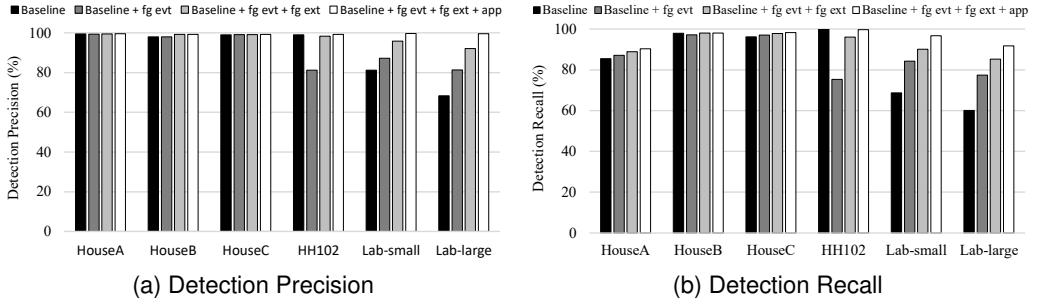 Baseline Baseline + fg evt Baseline + fg evt + fg ext Baseline + fg evt + fg ext + app
Detection Precision (%)
100
80
60
40
20
0
HouseA HouseB HouseC HH102 Lab-small Lab-large
(a) Detection Precision
Baseline Baseline + fg evt Baseline + fg evt + fg ext Baseline + fg evt + fg ext + app
Detection Recall (%)
100
80
60
40
20
0
HouseA HouseB HouseC HH102 Lab-small Lab-large
(b) Detection Recall